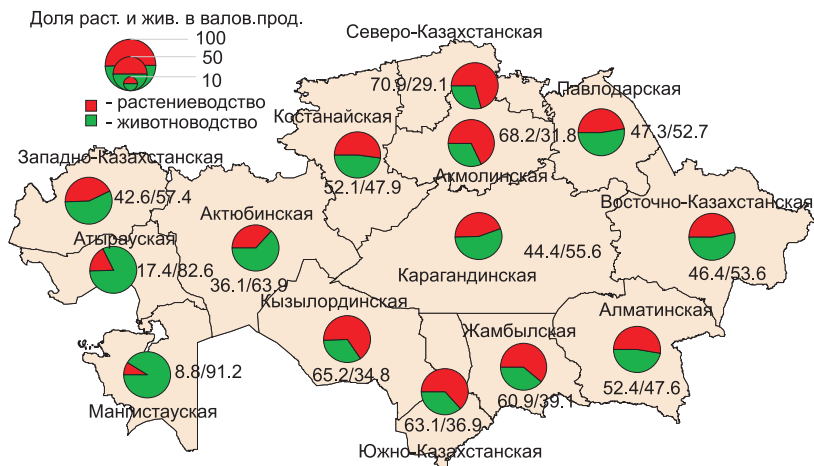 Доля раст. и жив. в валов.прод.
100
50
10
- растениеводство
- животноводство
Северо-Казахстанская
70.9/29.1
Павлодарская
47.3/52.7
Костанайская
52.1/47.9
68.2/31.8
Акмолинская
Западно-Казахстанская
42.6/57.4
Восточно-Казахстанская
46.4/53.6
Актюбинская
36.1/63.9
Атырауская
17.4/82.6
44.4/55.6
Карагандинская
Кызылординская
65.2/34.8
Алматинская
52.4/47.6
Жамбылская
60.9/39.1
8.8/91.2
Мангистауская
63.1/36.9
Южно-Казахстанская